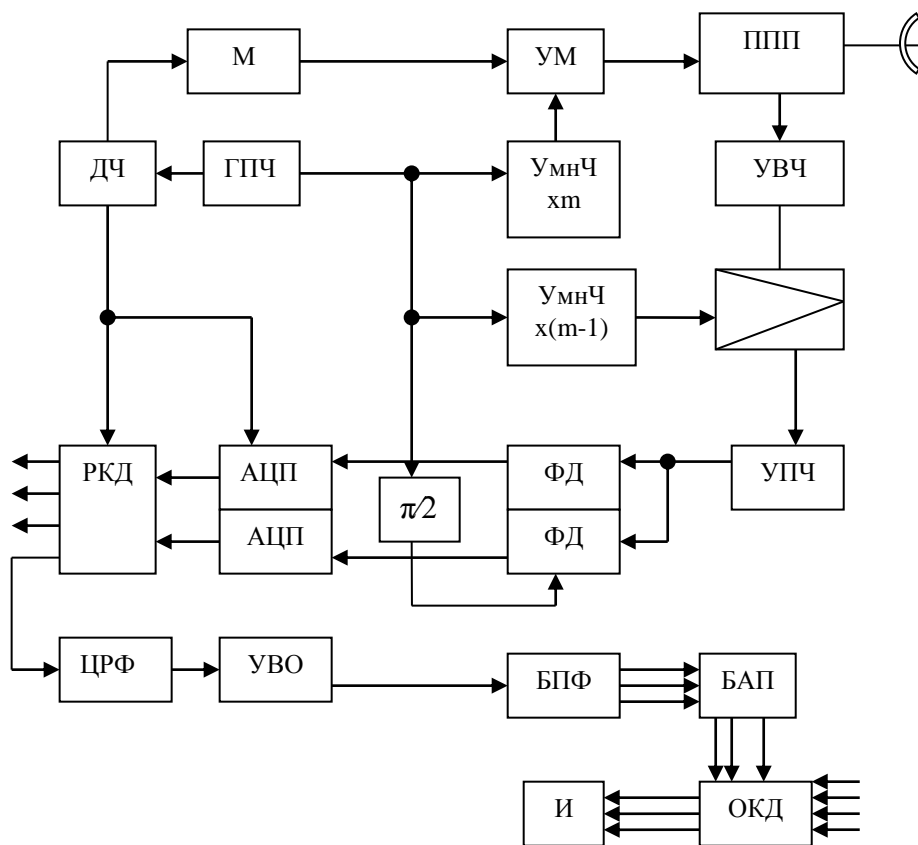 М
УМ
ППП
ДЧ
ГПЧ
УмнЧ
xm
УВЧ
УмнЧ
x(m-1)
РКД
АЦП
ФД
УПЧ
π/2
АЦП
ФД
ЦРФ
УВО
БПФ
БАП
И
ОКД